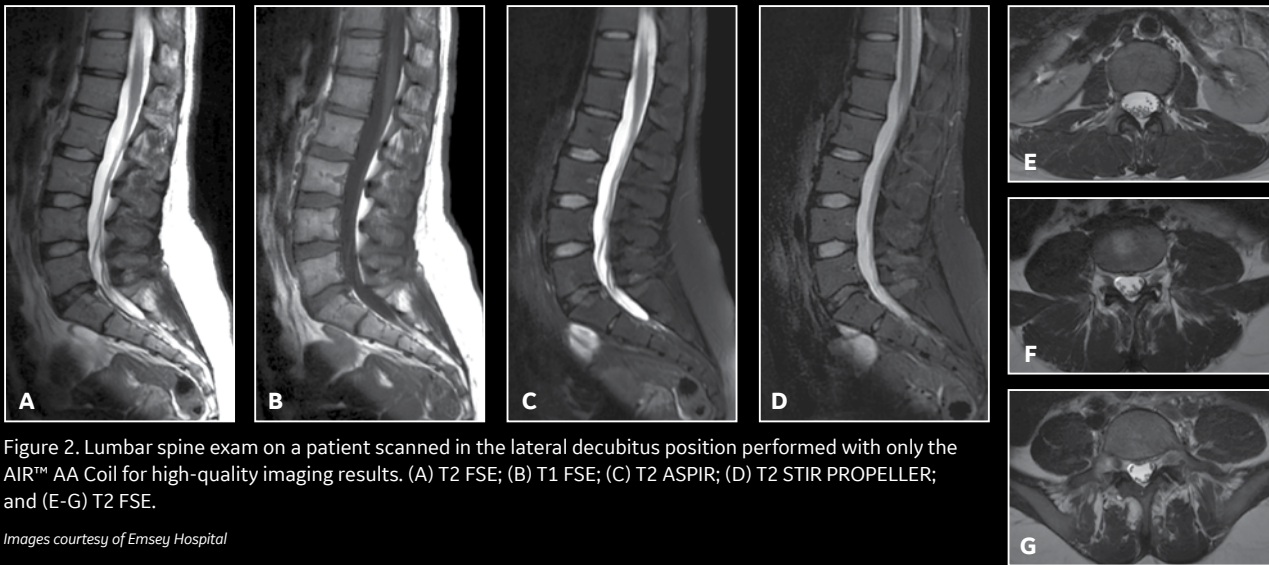 A
B
C
D
E
F
G
Figure 2. Lumbar spine exam on a patient scanned in the lateral decubitus position performed with only the
AIR™ AA Coil for high-quality imaging results. (A) T2 FSE; (B) T1 FSE; (C) T2 ASPIR; (D) T2 STIR PROPELLER;
and (E-G) T2 FSE.
Images courtesy of Emsey Hospital